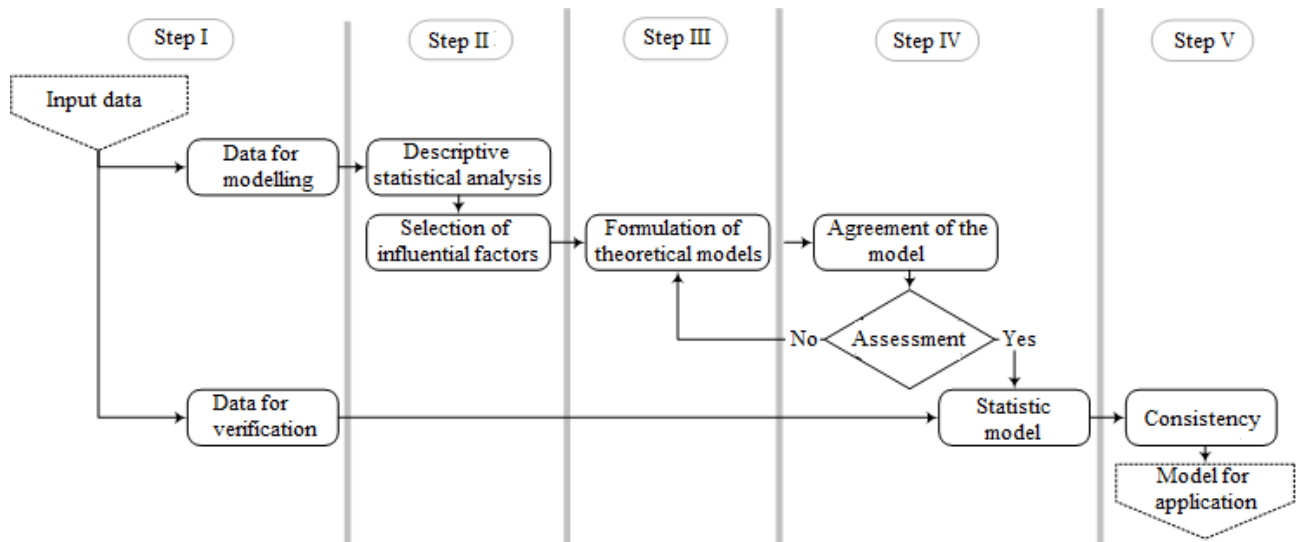 Step I
Step II
Step III
Step IV
Step V
Input data
Data for
modelling
Descriptive
statistical analysis
Selection of
influential factors
Formulation of
theoretical models
Agreement of the
model
No
Assessment
Yes
Data for
verification
Statistic
model
Consistency
Model for
application